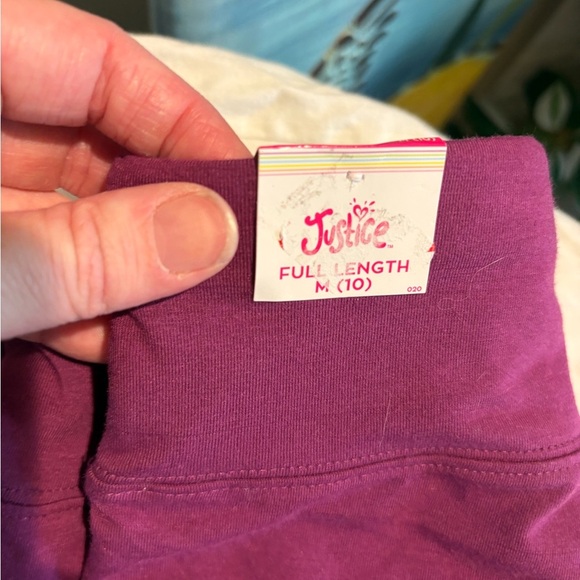 Justice
FULL LENGTH
M (10)
020